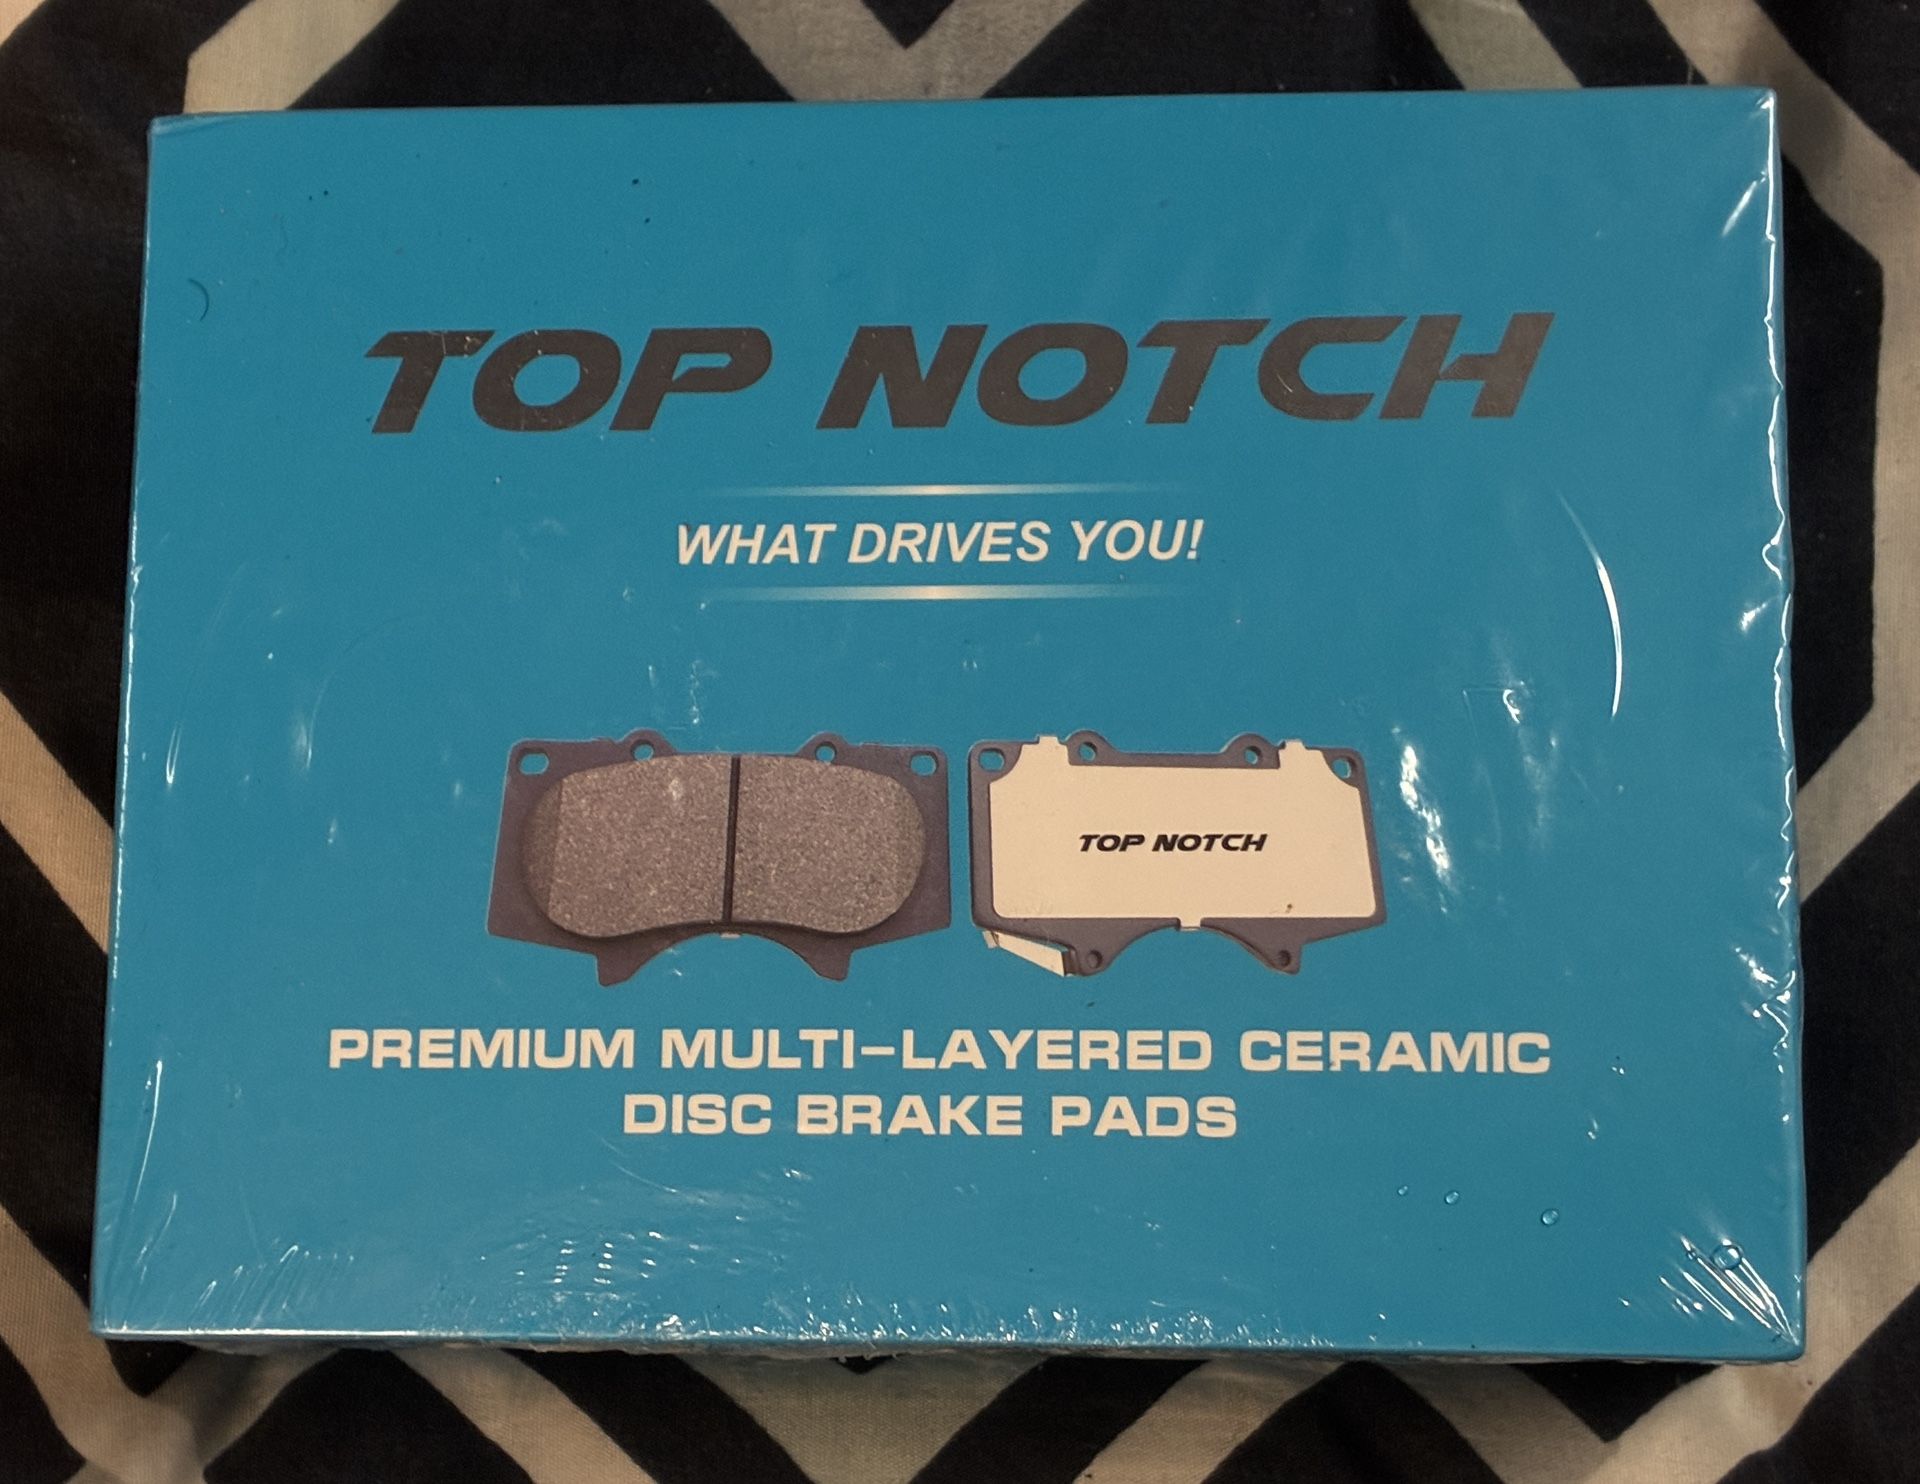 TOP NOTCH
WHAT DRIVES YOU!
TOP NOTCH
PREMIUM MULTI-LAYERED CERAMIC
DISC BRAKE PADS